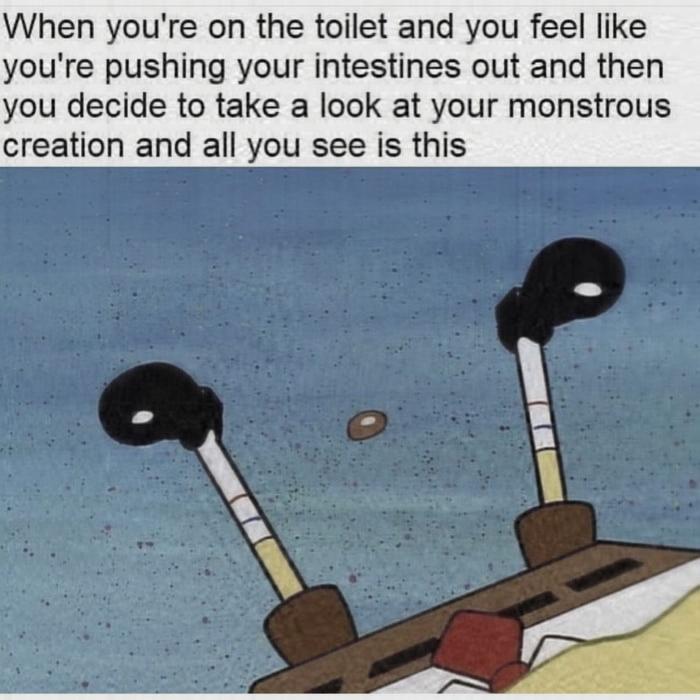 When you're on the toilet and you feel like
you're pushing your intestines out and then
you decide to take a look at your monstrous
creation and all you see is this